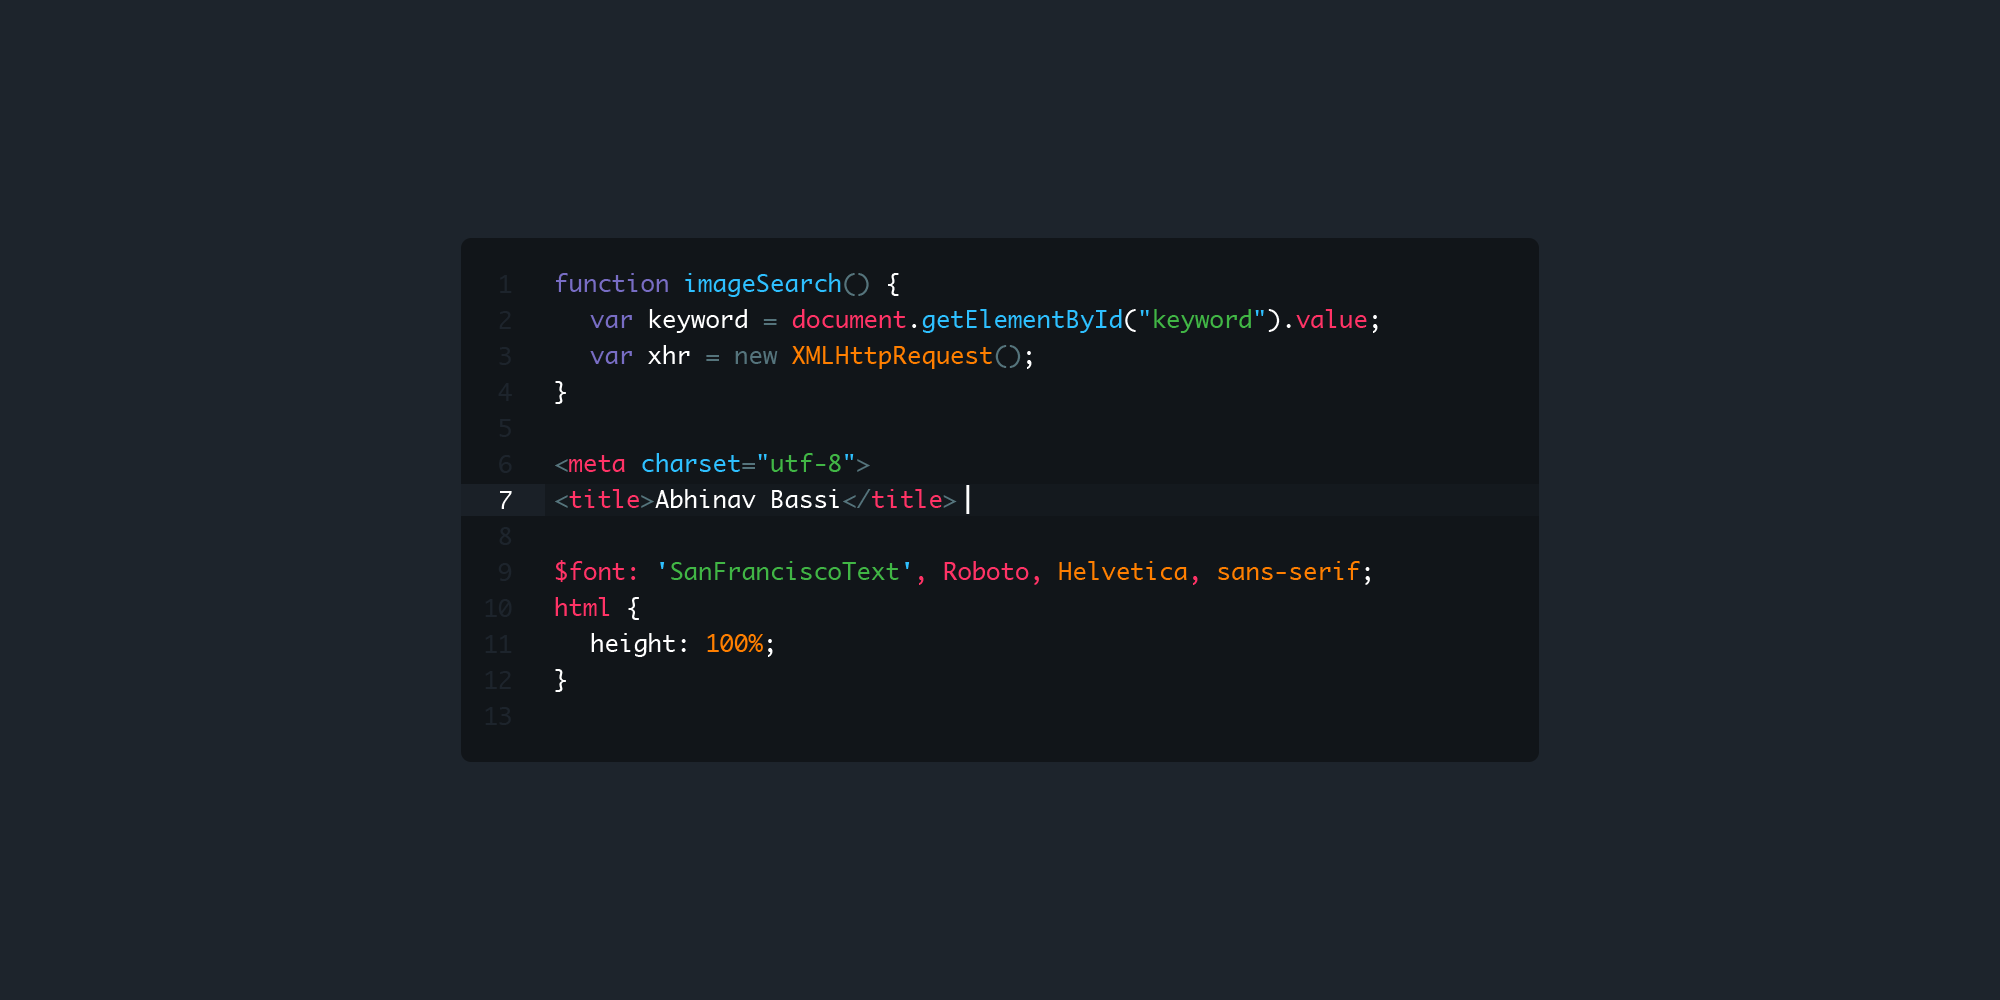 1 function imageSearch() {
2 var keyword = document.getElementById("keyword").value;
3 var xhr = new XMLHttpRequest();
4 }
5
6 <meta charset="utf-8">
7 <title>Abhinav Bassi</title>
8
9 $font: 'SanFranciscoText', Roboto, Helvetica, sans-serif;
10 html {
11 height: 100%;
12 }
13